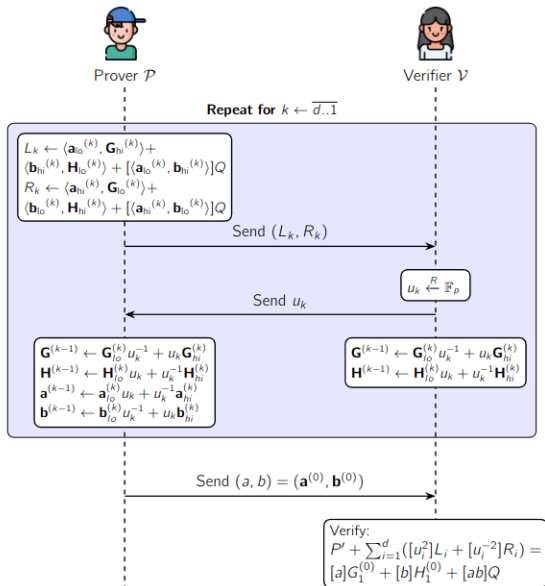 Prover 𝒫
Verifier 𝒱
Repeat for k ← \overline{d..1}
L_k ← ⟨𝐚_lo^(k), 𝐆_hi^(k)⟩+
⟨𝐛_hi^(k), 𝐇_lo^(k)⟩ + [⟨𝐚_lo^(k), 𝐛_hi^(k)⟩]Q
R_k ← ⟨𝐚_hi^(k), 𝐆_lo^(k)⟩+
⟨𝐛_lo^(k), 𝐇_hi^(k)⟩ + [⟨𝐚_hi^(k), 𝐛_lo^(k)⟩]Q
Send (L_k, R_k)
u_k \xleftarrow{R} 𝔽_p
Send u_k
𝐆^(k−1) ← 𝐆_lo^(k) u_k^−1 + u_k 𝐆_hi^(k)
𝐇^(k−1) ← 𝐇_lo^(k) u_k + u_k^−1 𝐇_hi^(k)
𝐚^(k−1) ← 𝐚_lo^(k) u_k + u_k^−1 𝐚_hi^(k)
𝐛^(k−1) ← 𝐛_lo^(k) u_k^−1 + u_k 𝐛_hi^(k)
𝐆^(k−1) ← 𝐆_lo^(k) u_k^−1 + u_k 𝐆_hi^(k)
𝐇^(k−1) ← 𝐇_lo^(k) u_k + u_k^−1 𝐇_hi^(k)
Send (a, b) = (𝐚^(0), 𝐛^(0))
Verify:
P′ + ∑_{i=1}^d([u_i^2]L_i + [u_i^−2]R_i) =
[a]G_1^(0) + [b]H_1^(0) + [ab]Q